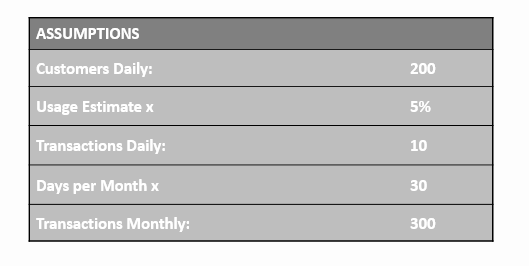 ASSUMPTIONS
Customers Daily: 200
Usage Estimate x 5%
Transactions Daily: 10
Days per Month x 30
Transactions Monthly: 300